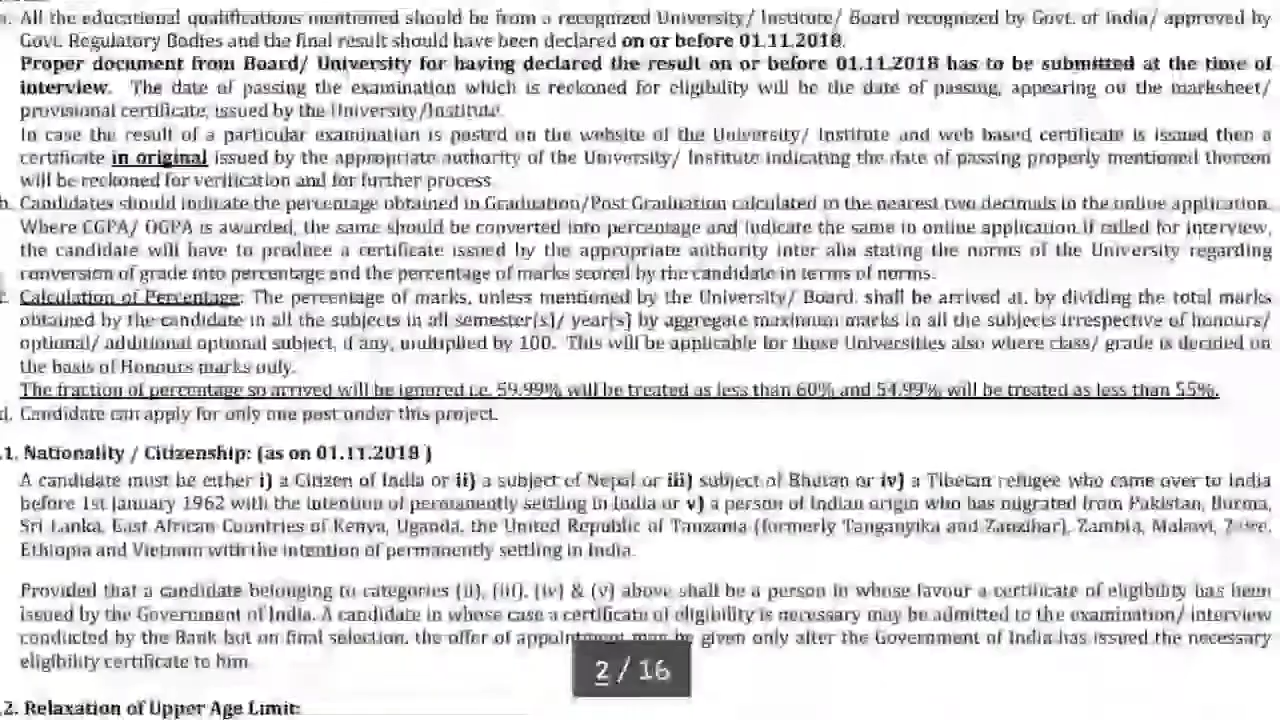 a. All the educational qualifications mentioned should be from a recognized University/ Institute/ Board recognized by Govt. of India/ approved by
Govt. Regulatory Bodies and the final result should have been declared on or before 01.11.2018.
Proper document from Board/ University for having declared the result on or before 01.11.2018 has to be submitted at the time of
interview. The date of passing the examination which is reckoned for eligibility will be the date of passing, appearing on the marksheet/
provisional certificate, issued by the University/Institute.
In case the result of a particular examination is posted on the website of the University/ Institute and web based certificate is issued then a
certificate in original issued by the appropriate authority of the University/ Institute indicating the date of passing properly mentioned thereon
will be reckoned for verification and for further process.
b. Candidates should indicate the percentage obtained in Graduation/Post Graduation calculated to the nearest two decimals in the online application.
Where CGPA/ OGPA is awarded, the same should be converted into percentage and indicate the same in online application.If called for interview,
the candidate will have to produce a certificate issued by the appropriate authority inter alia stating the norms of the University regarding
conversion of grade into percentage and the percentage of marks scored by the candidate in terms of norms.
c. Calculation of Percentage: The percentage of marks, unless mentioned by the University/ Board, shall be arrived at, by dividing the total marks
obtained by the candidate in all the subjects in all semester(s)/ year(s) by aggregate maximum marks in all the subjects irrespective of honours/
optional/ additional optional subject, if any, multiplied by 100. This will be applicable for those Universities also where class/ grade is decided on
the basis of Honours marks only.
The fraction of percentage so arrived will be ignored i.e. 59.99% will be treated as less than 60% and 54.99% will be treated as less than 55%.
d. Candidate can apply for only one post under this project.
.1. Nationality / Citizenship: (as on 01.11.2018 )
A candidate must be either i) a Citizen of India or ii) a subject of Nepal or iii) subject of Bhutan or iv) a Tibetan refugee who came over to India
before 1st January 1962 with the intention of permanently settling in India or v) a person of Indian origin who has migrated from Pakistan, Burma,
Sri Lanka, East African Countries of Kenya, Uganda, the United Republic of Tanzania (formerly Tanganyika and Zanzibar), Zambia, Malawi, Zaire,
Ethiopia and Vietnam with the intention of permanently settling in India.
Provided that a candidate belonging to categories (ii), (iii), (iv) & (v) above shall be a person in whose favour a certificate of eligibility has been
issued by the Government of India. A candidate in whose case a certificate of eligibility is necessary may be admitted to the examination/ interview
conducted by the Bank but on final selection, the offer of appointment may be given only after the Government of India has issued the necessary
eligibility certificate to him.
2 / 16
.2. Relaxation of Upper Age Limit: